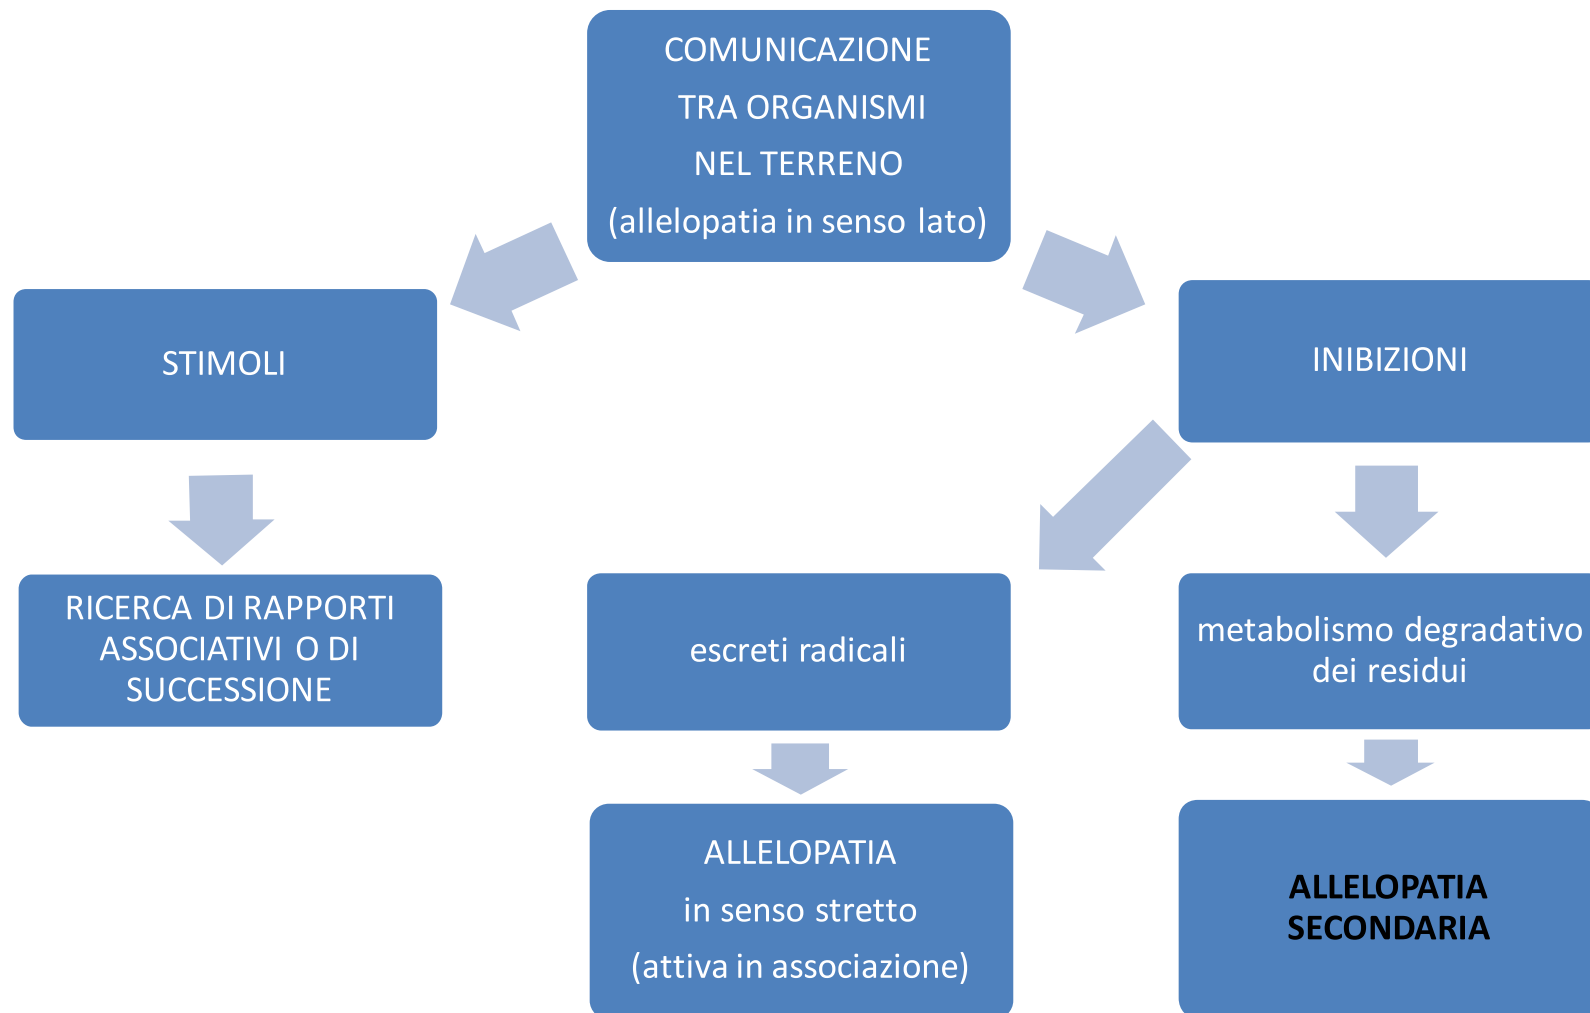 COMUNICAZIONE
TRA ORGANISMI
NEL TERRENO
(allelopatia in senso lato)
STIMOLI
INIBIZIONI
RICERCA DI RAPPORTI
ASSOCIATIVI O DI
SUCCESSIONE
escreti radicali
metabolismo degradativo
dei residui
ALLELOPATIA
in senso stretto
(attiva in associazione)
ALLELOPATIA
SECONDARIA